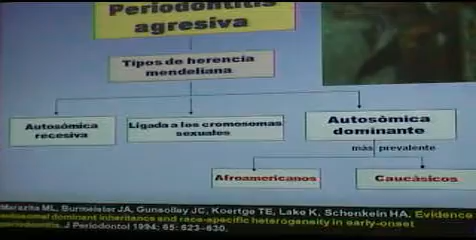 Periodontitis
agresiva
Tipos de herencia
mendeliana
Autosómica
recesiva
Ligada a los cromosomas
sexuales
Autosómica
dominante
más prevalente
Afroamericanos
Caucásicos
Marazita ML, Burmeister JA, Gunsolley JC, Koertge TE, Lake K, Schenkein HA. Evidence
autosomal dominant inheritance and race-specific heterogeneity in early-onset
periodontitis. J Periodontol 1994; 65: 623-630.